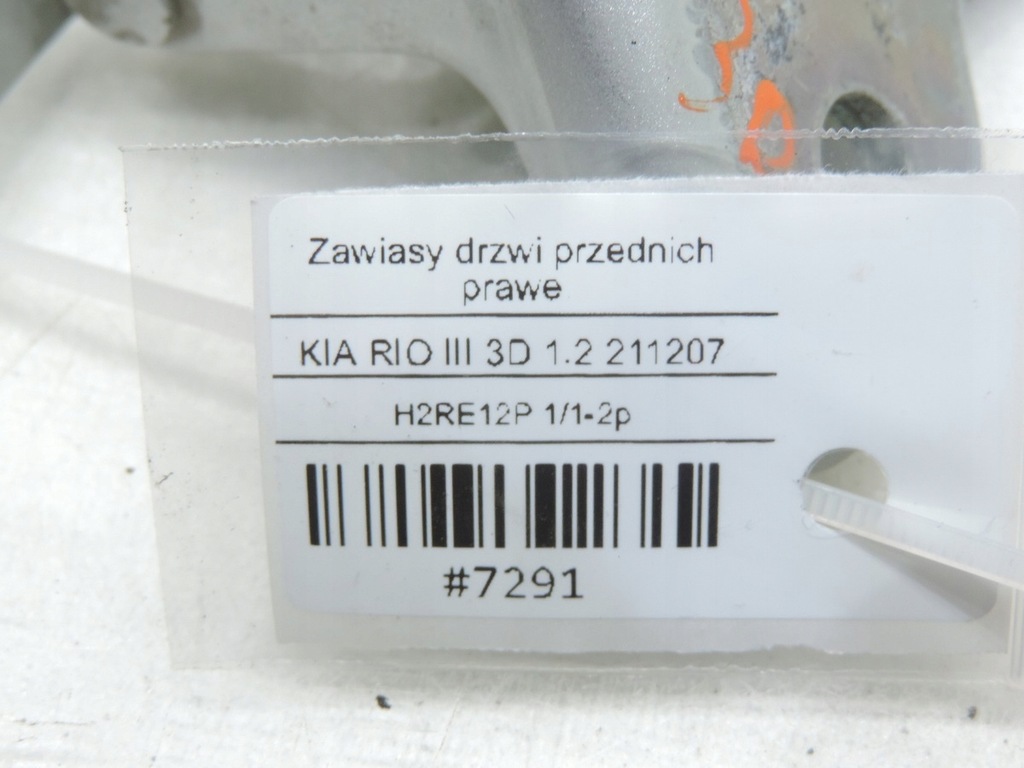 Zawiasy drzwi przednich
prawe
KIA RIO III 3D 1.2 211207
H2RE12P 1/1-2p
#7291